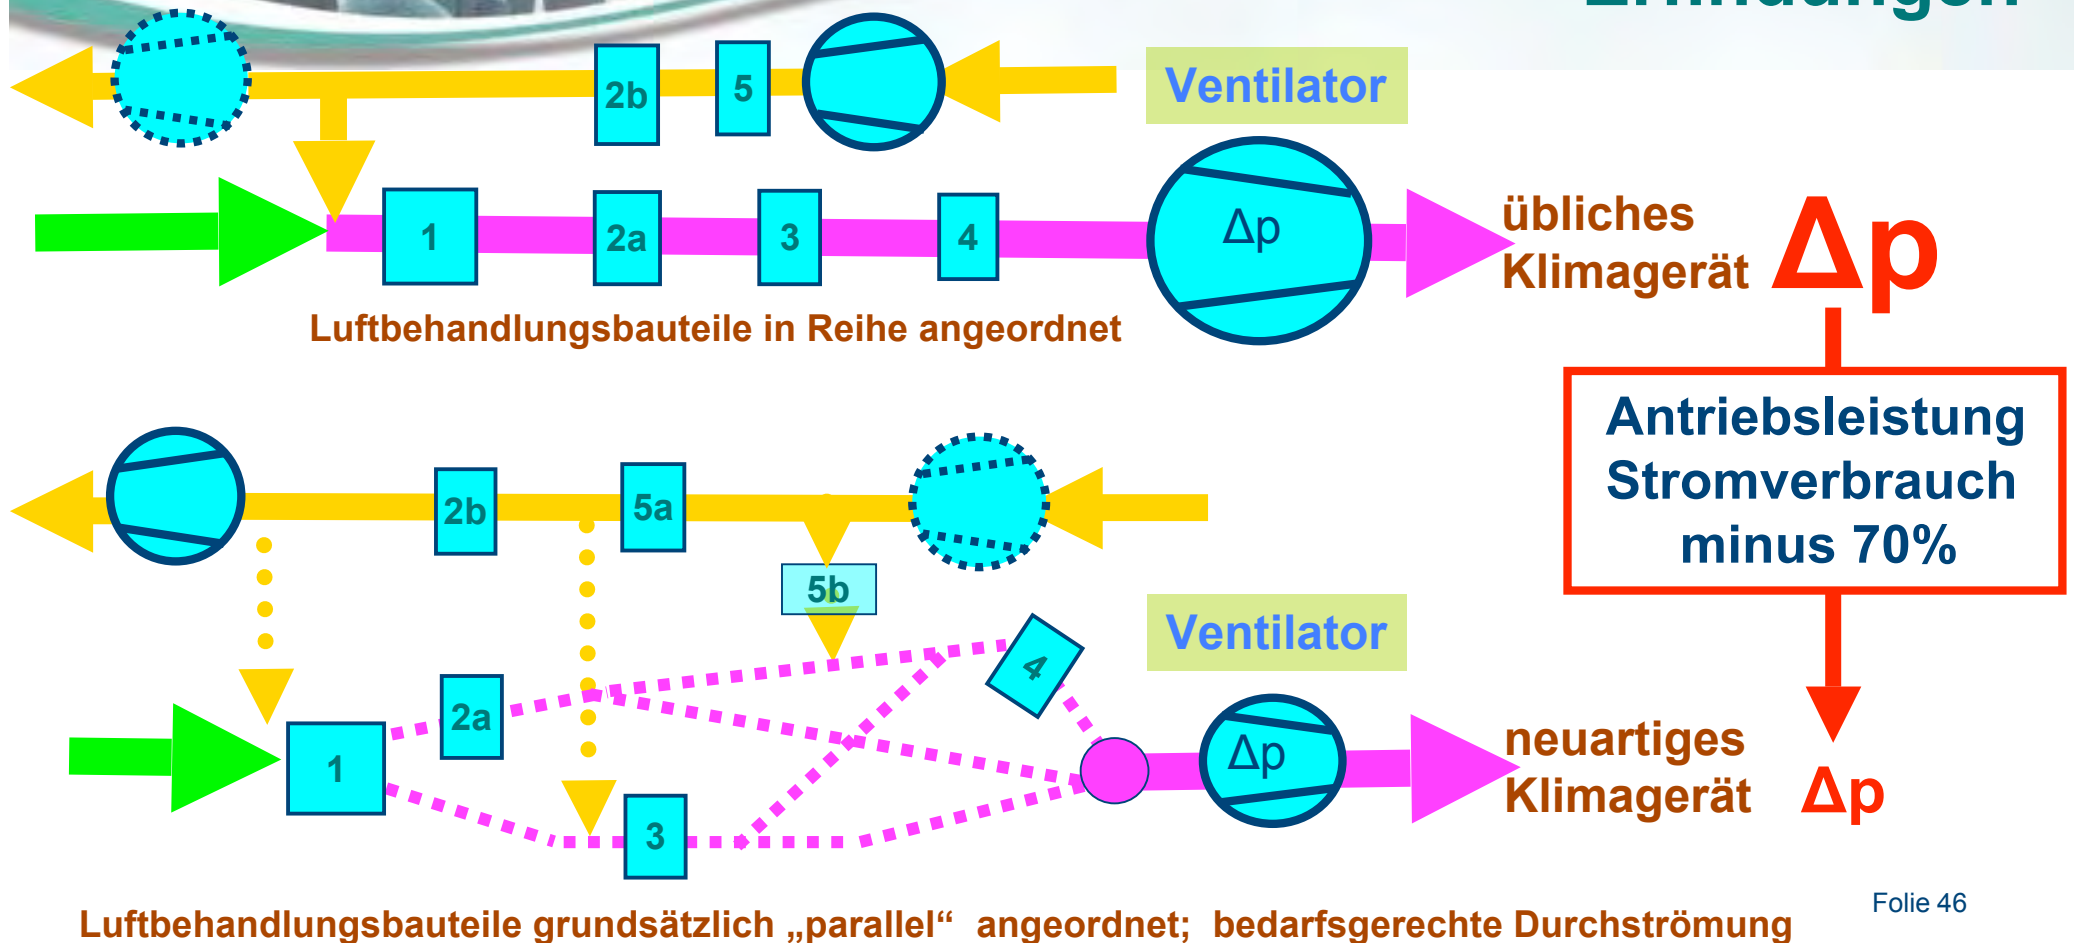 Erfindungen
2b
5
Ventilator
1
2a
3
4
Δp
übliches
Klimagerät
Δp
Luftbehandlungsbauteile in Reihe angeordnet
Antriebsleistung
Stromverbrauch
minus 70%
2b
5a
5b
Ventilator
4
2a
1
3
Δp
neuartiges
Klimagerät
Δp
Folie 46
Luftbehandlungsbauteile grundsätzlich „parallel“ angeordnet; bedarfsgerechte Durchströmung